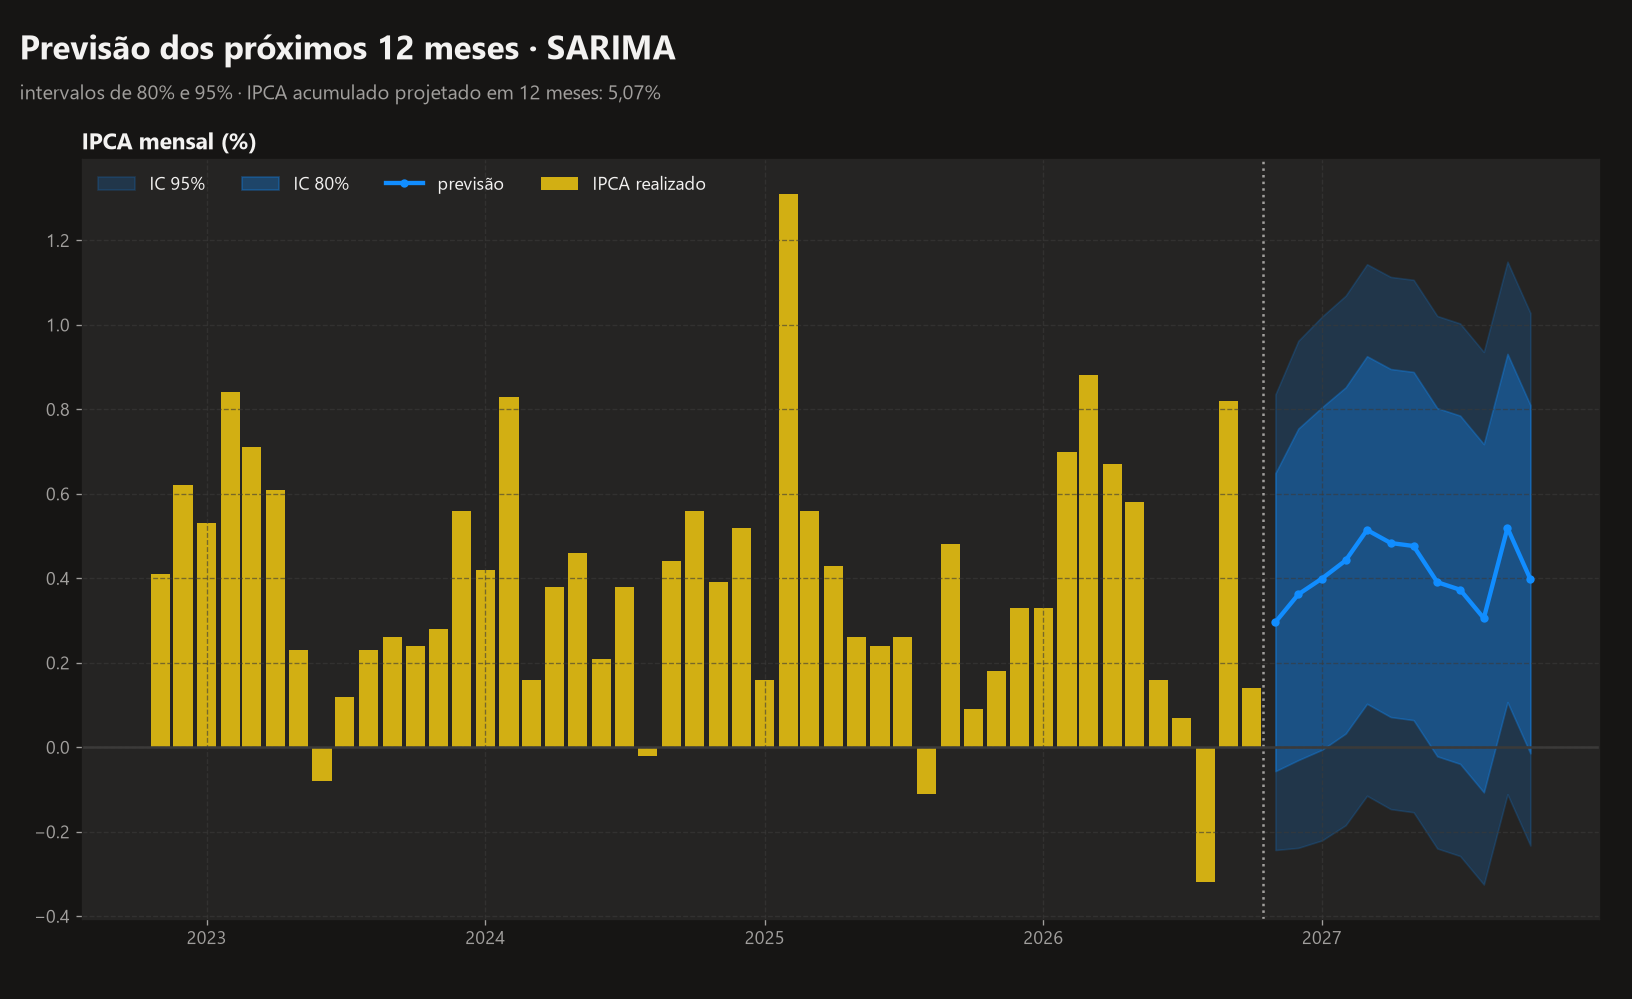 Previsão dos próximos 12 meses · SARIMA
intervalos de 80% e 95% · IPCA acumulado projetado em 12 meses: 5,07%
IPCA mensal (%)
IC 95% IC 80% previsão IPCA realizado
1.2
1.0
0.8
0.6
0.4
0.2
0.0
−0.2
−0.4
2023 2024 2025 2026 2027